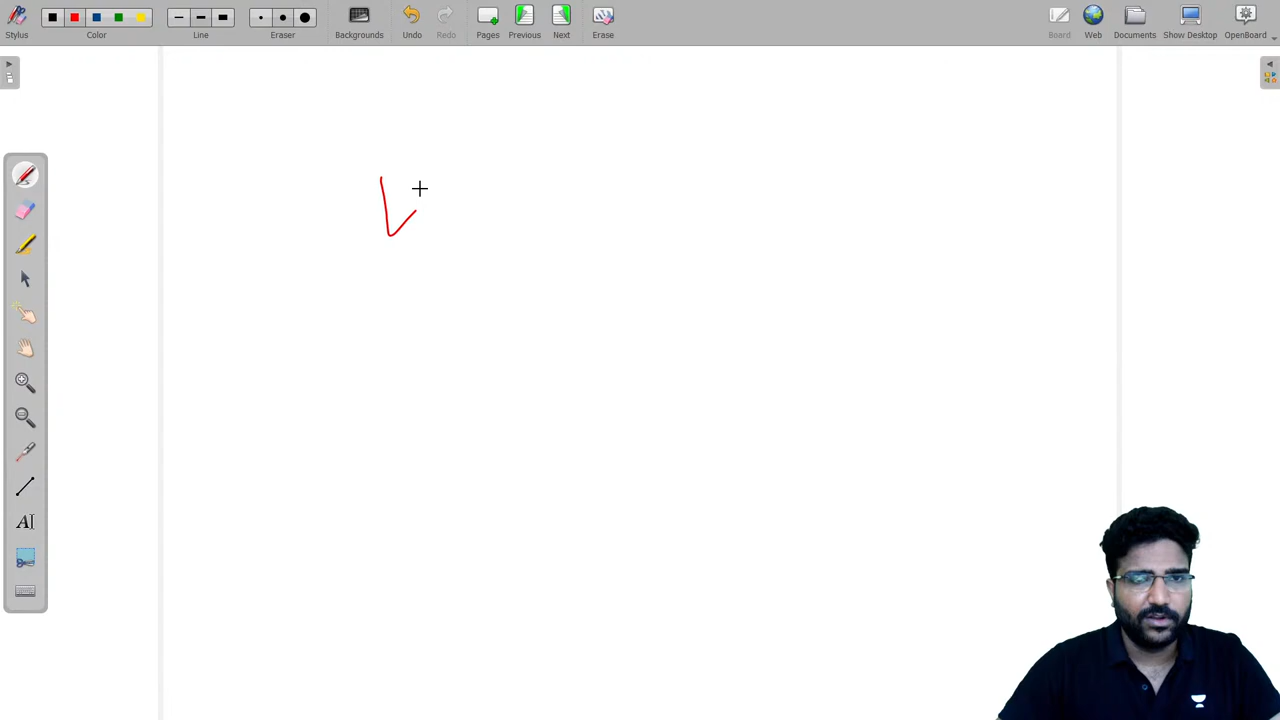 Stylus
Color
Line
Eraser
Backgrounds
Undo
Redo
Pages
Previous
Next
Erase
Board
Web
Documents
Show Desktop
OpenBoard
A